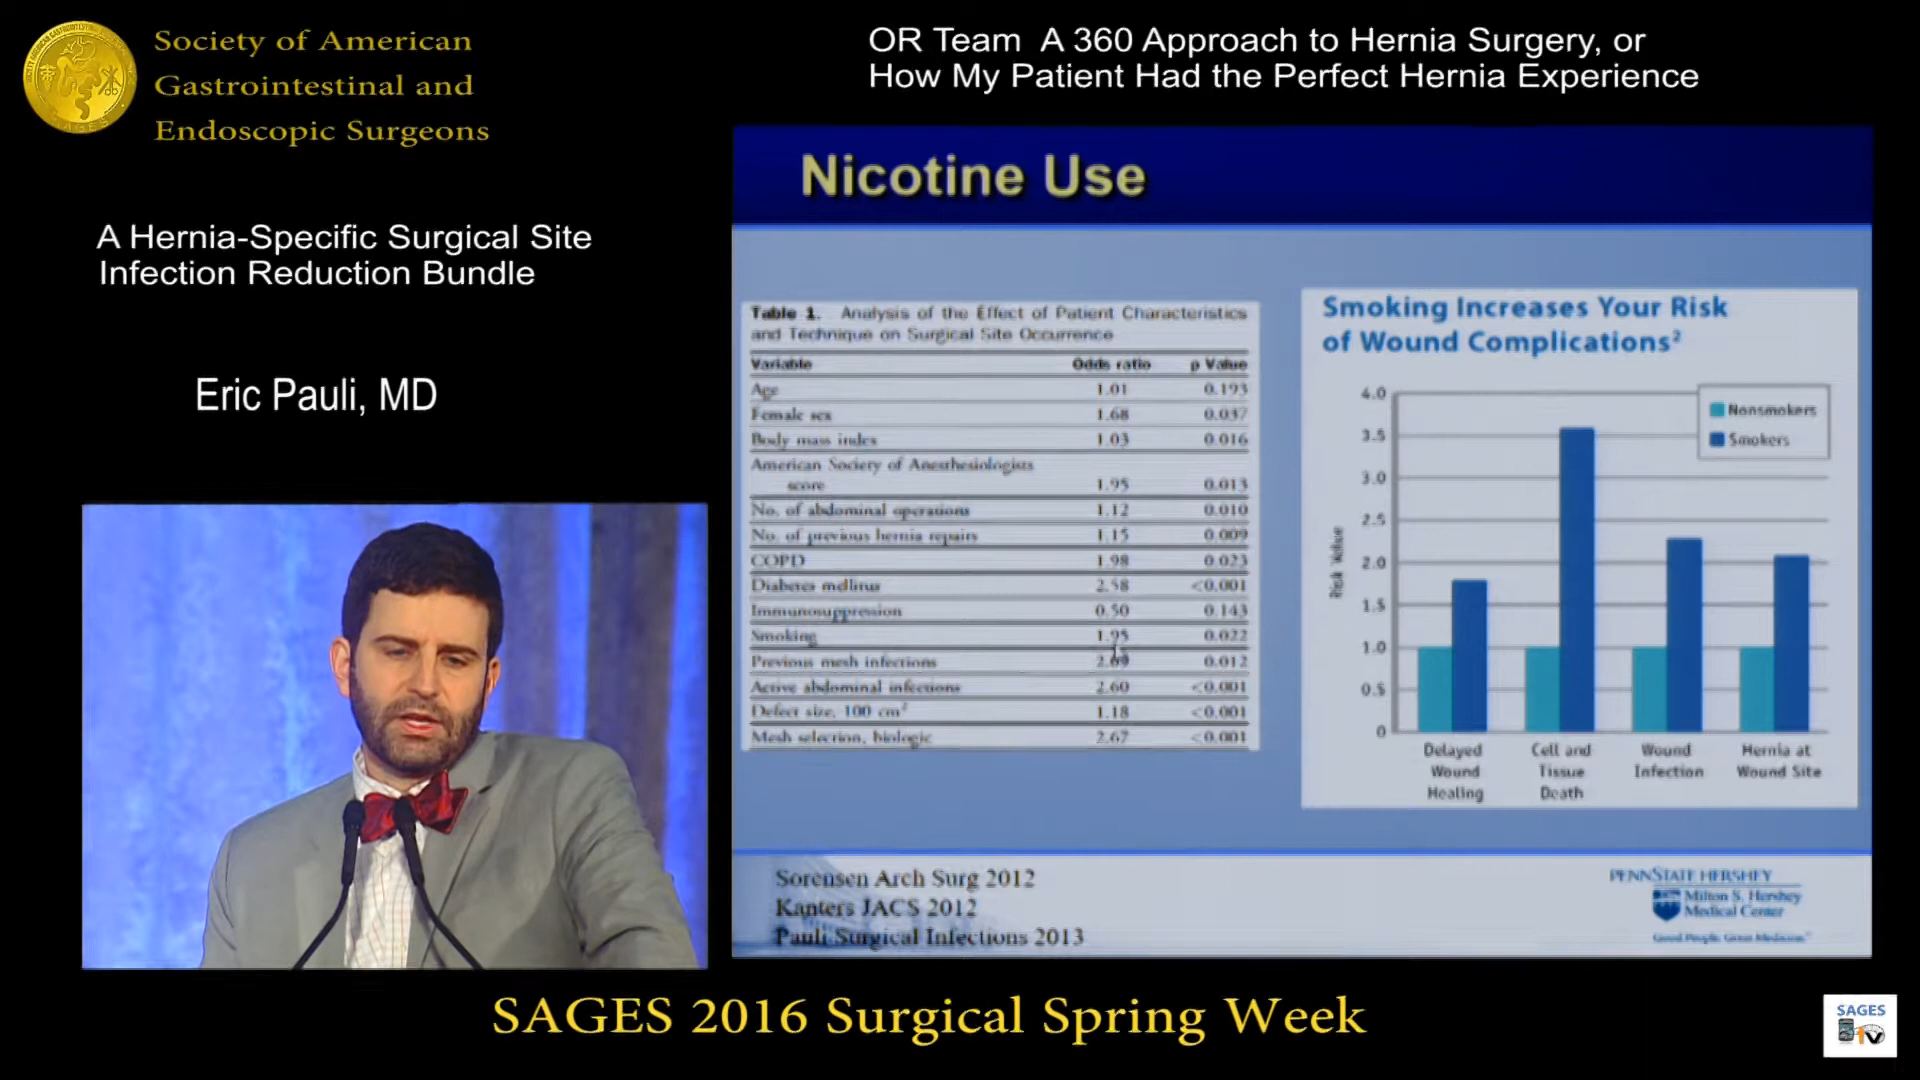 Society of American
Gastrointestinal and
Endoscopic Surgeons
OR Team A 360 Approach to Hernia Surgery, or
How My Patient Had the Perfect Hernia Experience
A Hernia-Specific Surgical Site
Infection Reduction Bundle
Eric Pauli, MD
Nicotine Use
Table 1. Analysis of the Effect of Patient Characteristics
and Technique on Surgical Site Occurrence
Variable Odds ratio p Value
Age 1.01 0.193
Female sex 1.68 0.037
Body mass index 1.03 0.016
American Society of Anesthesiologists
score 1.95 0.013
No. of abdominal operations 1.12 0.010
No. of previous hernia repairs 1.15 0.009
COPD 1.98 0.023
Diabetes mellitus 2.58 <0.001
Immunosuppression 0.50 0.143
Smoking 1.95 0.022
Previous mesh infections 0.012
Active abdominal infections 2.60 <0.001
Defect size, 100 cm² 1.18 <0.001
Mesh selection, biologic 2.67 <0.001
Smoking Increases Your Risk
of Wound Complications²
Nonsmokers
Smokers
Risk Value
4.0
3.5
3.0
2.5
2.0
1.5
1.0
0.5
0
Delayed
Wound
Healing
Cell and
Tissue
Death
Wound
Infection
Hernia at
Wound Site
Sorensen Arch Surg 2012
Kanters JACS 2012
Pauli Surgical Infections 2013
PENNSTATE HERSHEY
Milton S. Hershey
Medical Center
Good People. Great Medicine.
SAGES 2016 Surgical Spring Week
SAGES
TV